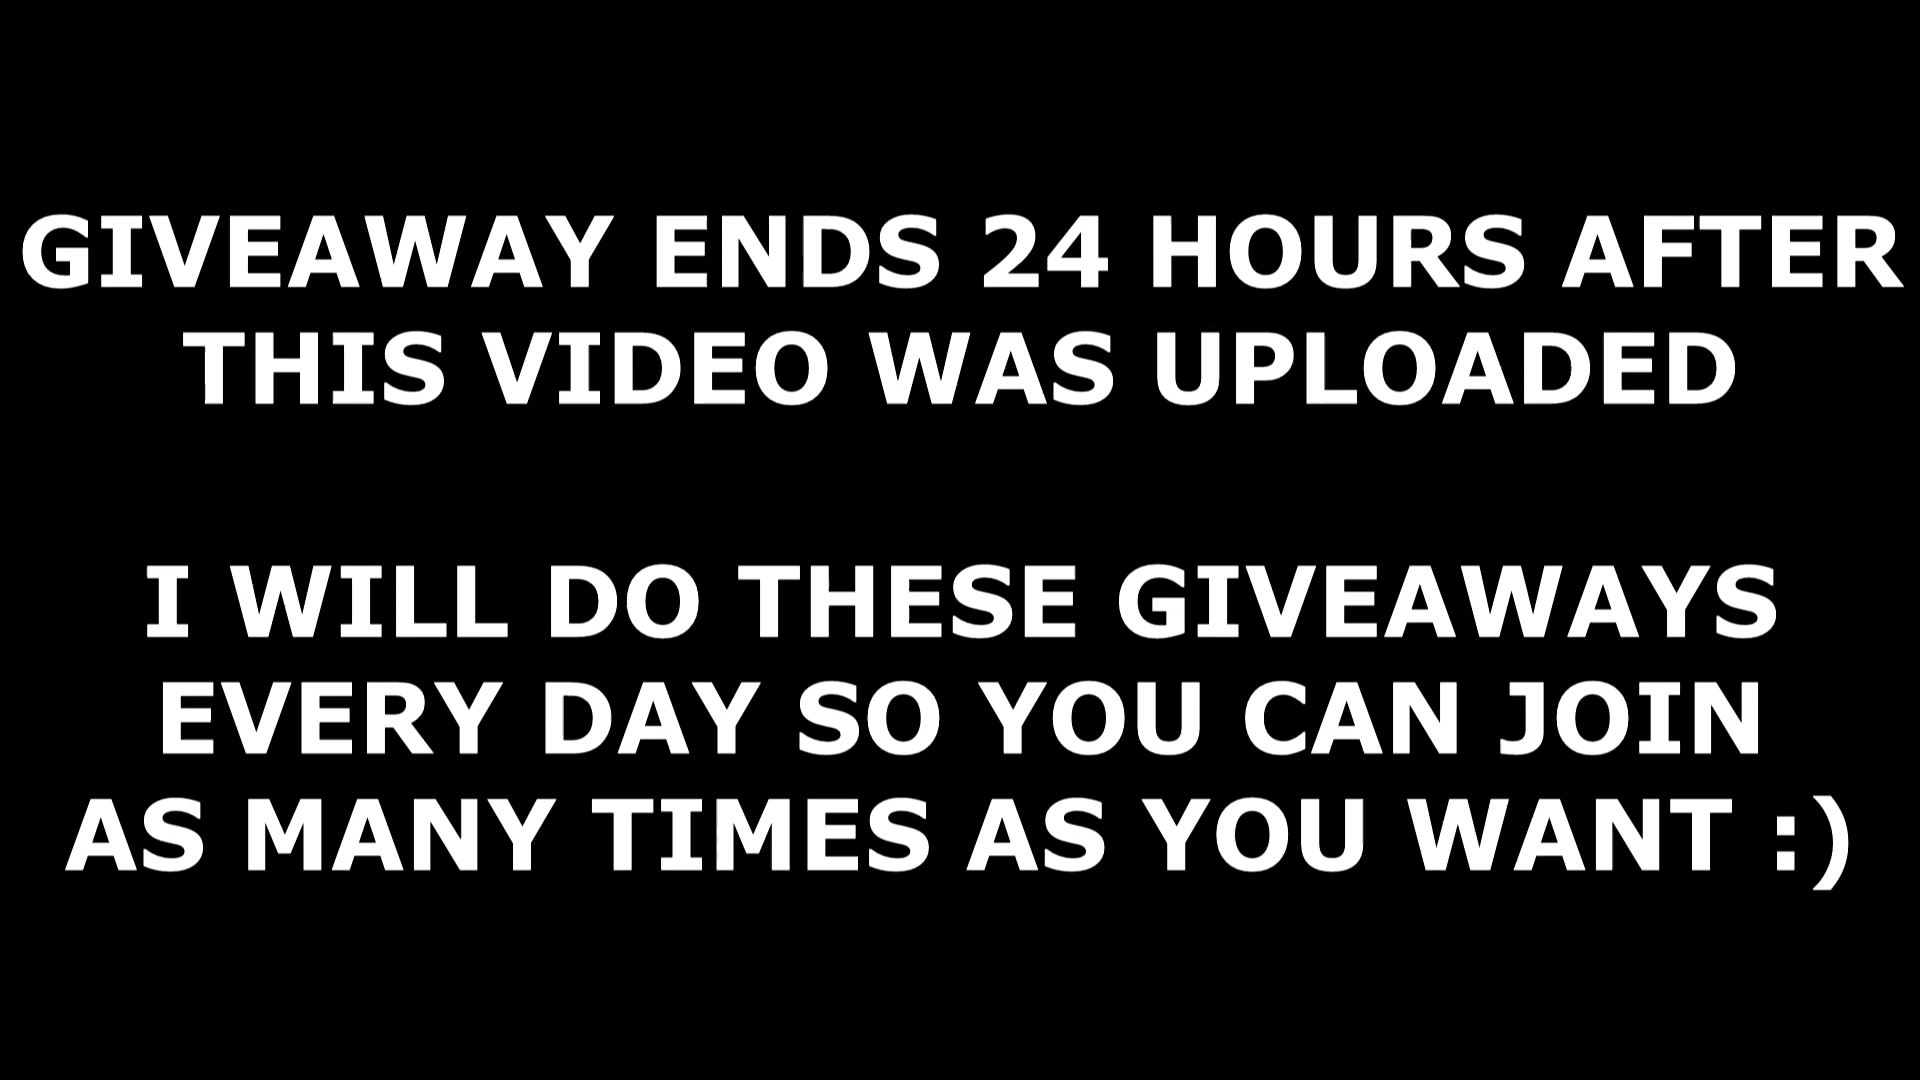 GIVEAWAY ENDS 24 HOURS AFTER
THIS VIDEO WAS UPLOADED
I WILL DO THESE GIVEAWAYS
EVERY DAY SO YOU CAN JOIN
AS MANY TIMES AS YOU WANT :)